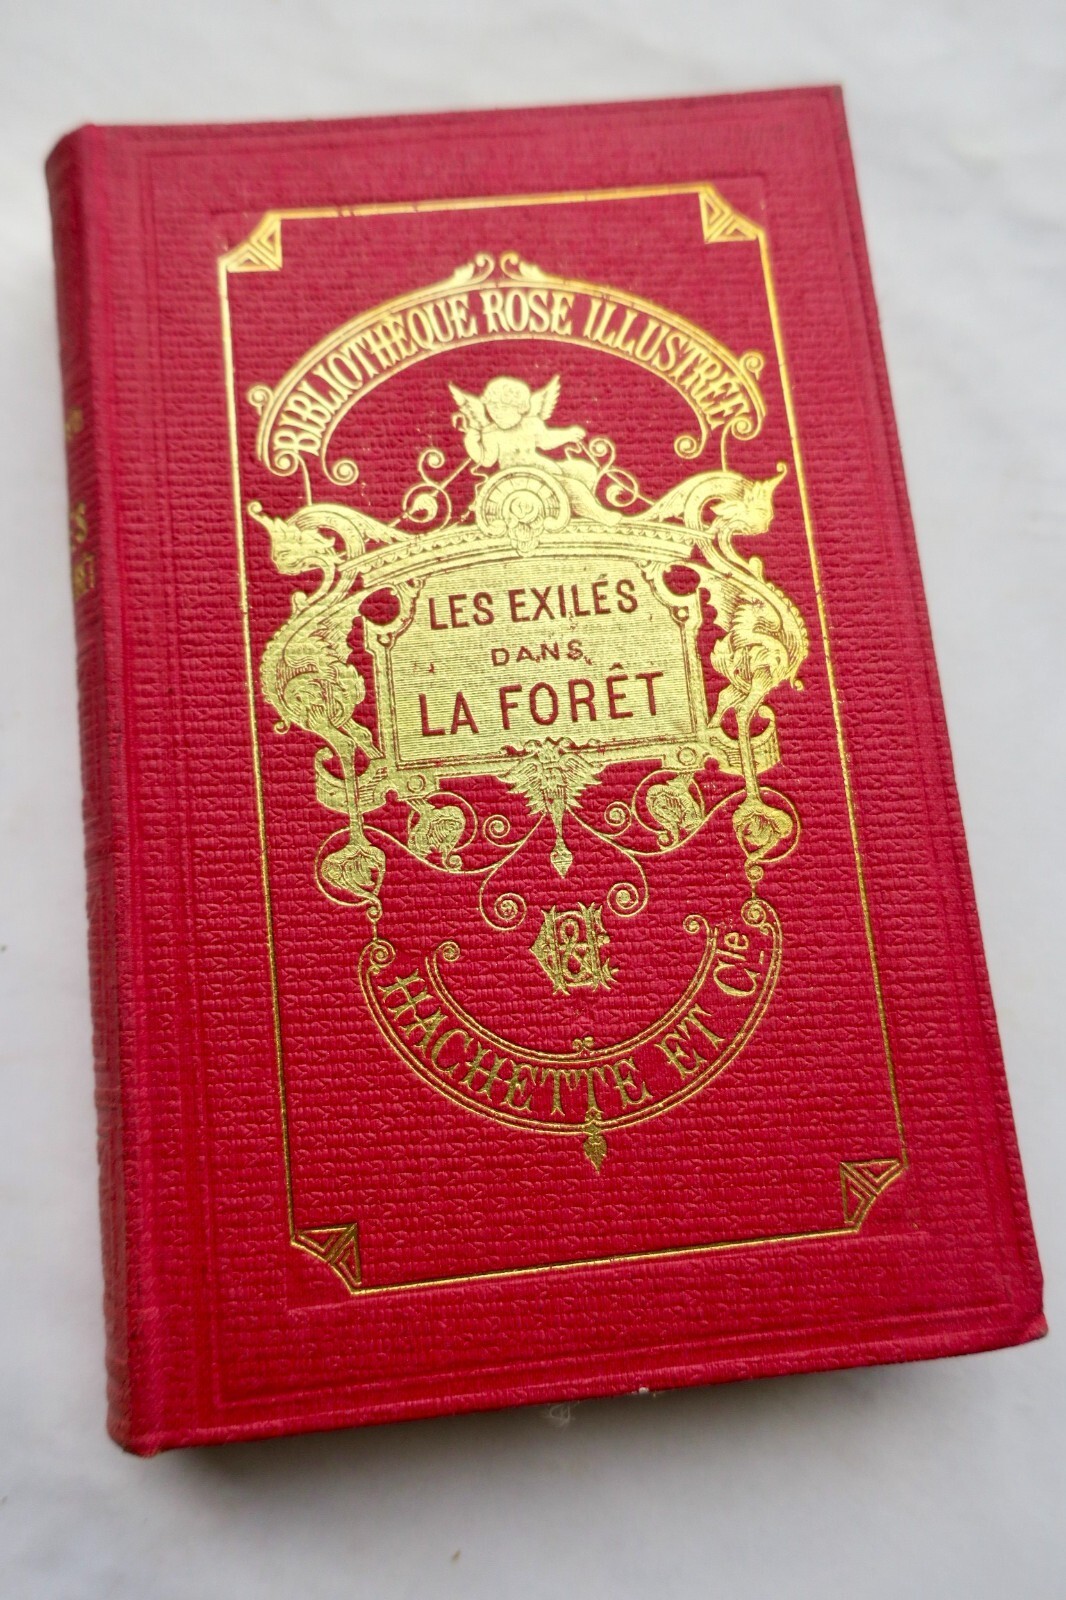 BIBLIOTHÈQUE ROSE ILLUSTRÉE
LES EXILÉS
DANS
LA FORÊT
HACHETTE ET Cie